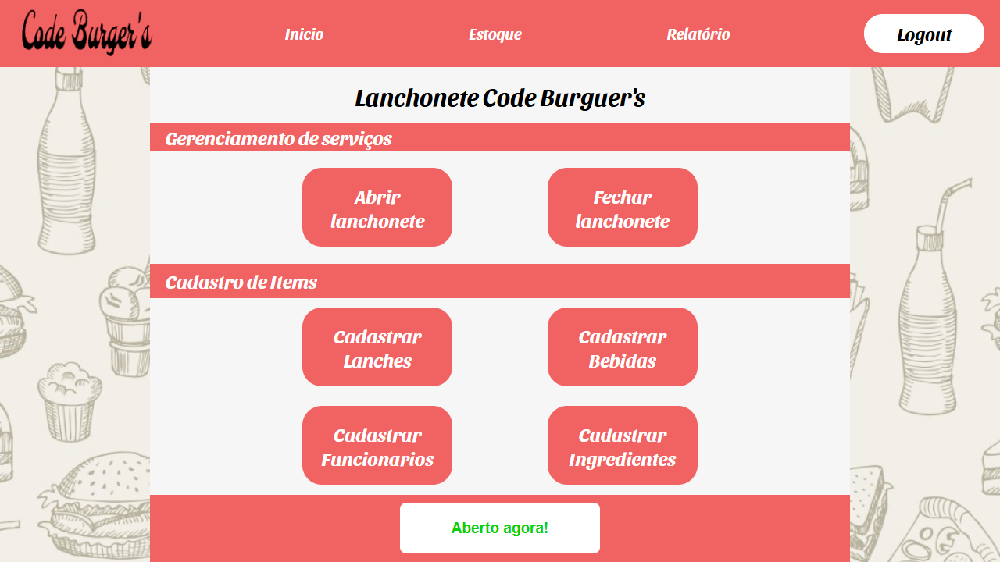 Code Burger's
Inicio
Estoque
Relatório
Logout
Lanchonete Code Burguer's
Gerenciamento de serviços
Abrir
lanchonete
Fechar
lanchonete
Cadastro de Items
Cadastrar
Lanches
Cadastrar
Bebidas
Cadastrar
Funcionarios
Cadastrar
Ingredientes
Aberto agora!